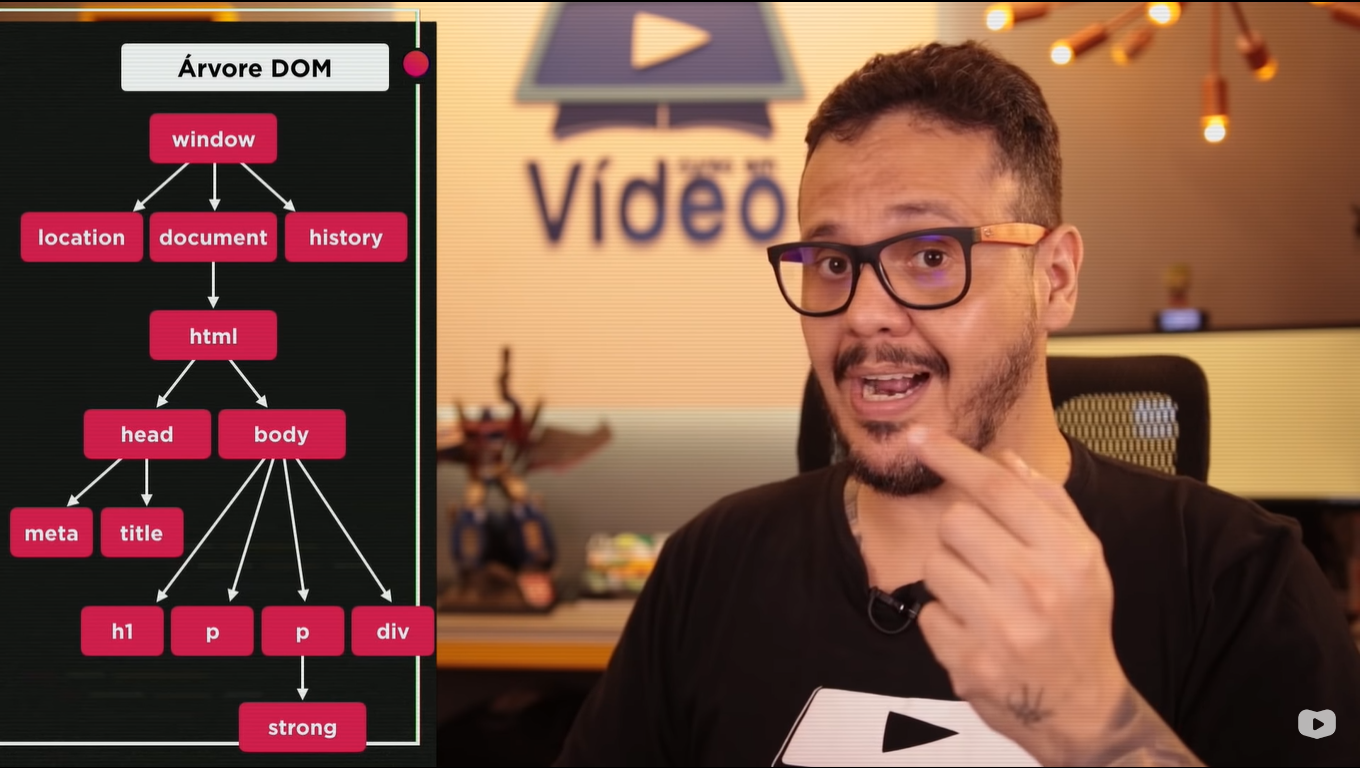 Árvore DOM
window
location document history
html
head body
meta title
h1 p p div
strong
Vídeo